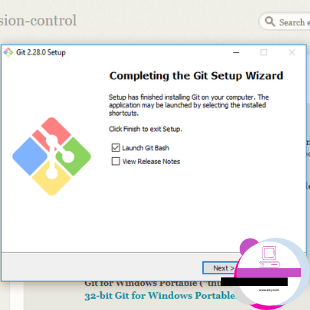 sion-control
Search e
Git 2.28.0 Setup
Completing the Git Setup Wizard
Setup has finished installing Git on your computer. The
application may be launched by selecting the installed
shortcuts.
Click Finish to exit Setup.
Launch Git Bash
View Release Notes
Next >
Git for Windows Portable ("thu
32-bit Git for Windows Portable